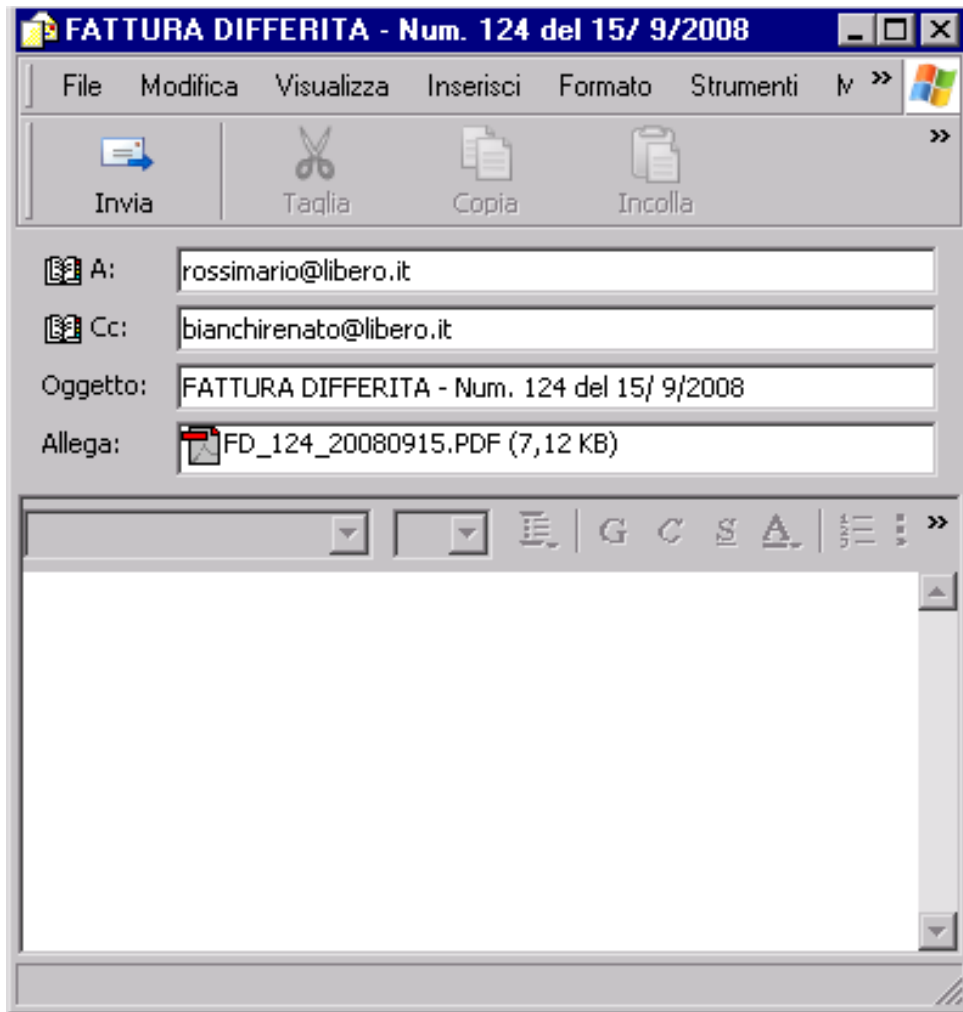 FATTURA DIFFERITA - Num. 124 del 15/ 9/2008
File Modifica Visualizza Inserisci Formato Strumenti M »
Invia Taglia Copia Incolla »
A: rossimario@libero.it
Cc: bianchirenato@libero.it
Oggetto: FATTURA DIFFERITA - Num. 124 del 15/ 9/2008
Allega: FD_124_20080915.PDF (7,12 KB)
G C S A »